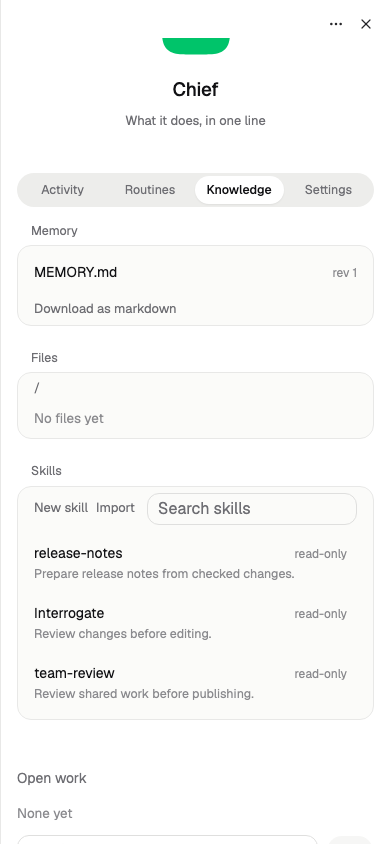 Chief
What it does, in one line
Activity Routines Knowledge Settings
Memory
MEMORY.md rev 1
Download as markdown
Files
/
No files yet
Skills
New skill Import Search skills
release-notes read-only
Prepare release notes from checked changes.
Interrogate read-only
Review changes before editing.
team-review read-only
Review shared work before publishing.
Open work
None yet